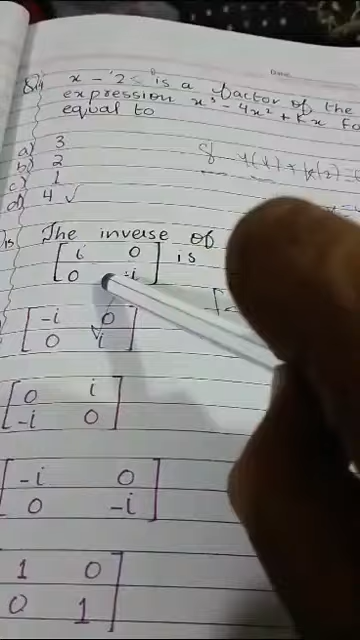 Date
x - 2 is a factor of the
expression x³ - 4x² + kx
equal to
a) 3
b) 2
c) 1
d) 4 ✓
The inverse of
[ i 0
0 -i ] is
[ -i 0
0 i ]
[ 0 i
-i 0 ]
[ -i 0
0 -i ]
1 0 ]
0 1